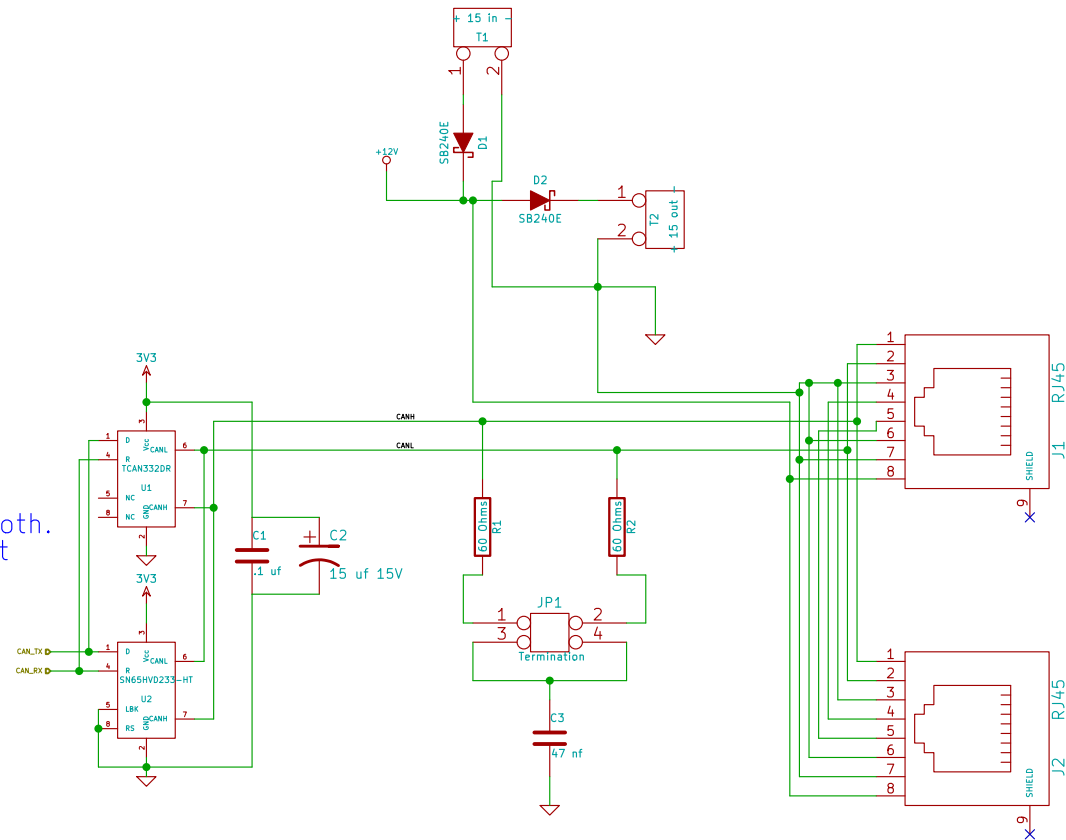 + 15 in -
T1
1
2
SB240E
D1
+12V
D2
SB240E
1
2
T2
+ 15 out -
3V3
3
1
D
Vcc
CANL
6
4
R
TCAN332DR
U1
5
NC
CANH
7
8
NC
GND
2
oth.
t
3V3
3
CAN_TX
1
D
Vcc
CANL
6
CAN_RX
4
R
SN65HVD233-HT
U2
5
LBK
CANH
7
8
RS
GND
2
C1
.1 uf
C2
15 uf 15V
CANH
CANL
60 Ohms
R1
60 Ohms
R2
JP1
1
2
3
4
Termination
C3
47 nf
1
2
3
4
5
6
7
8
RJ45
J1
SHIELD
9
1
2
3
4
5
6
7
8
RJ45
J2
SHIELD
9